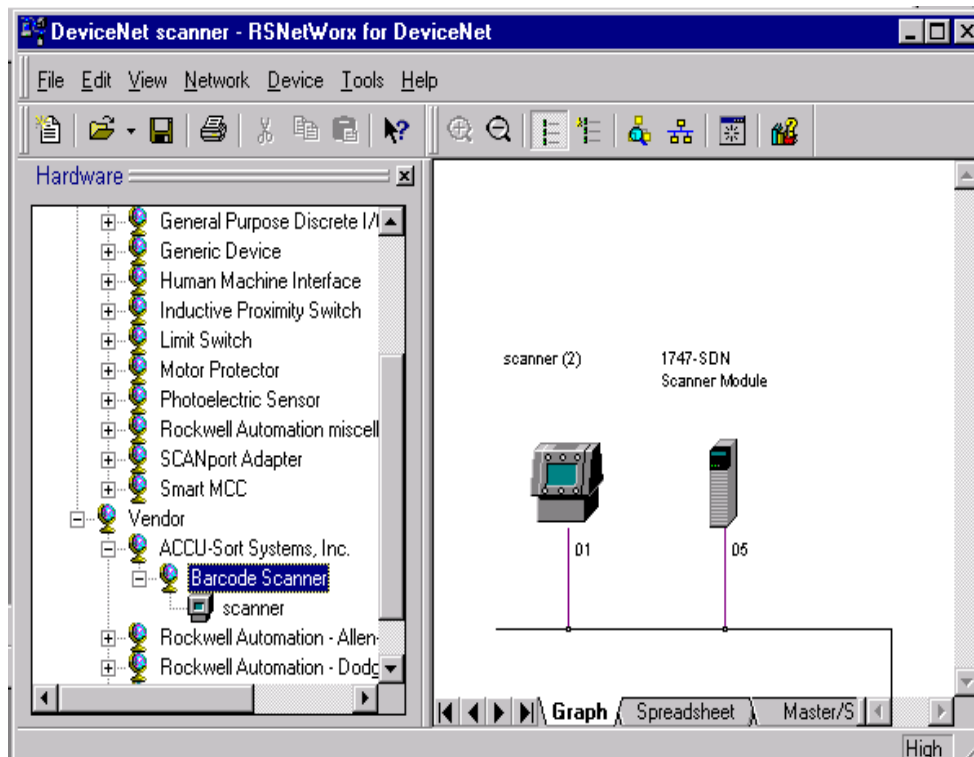 DeviceNet scanner - RSNetWorx for DeviceNet
File Edit View Network Device Tools Help
Hardware
General Purpose Discrete I/
Generic Device
Human Machine Interface
Inductive Proximity Switch
Limit Switch
Motor Protector
Photoelectric Sensor
Rockwell Automation miscell
SCANport Adapter
Smart MCC
Vendor
ACCU-Sort Systems, Inc.
Barcode Scanner
scanner
Rockwell Automation - Allen-
Rockwell Automation - Dodg
scanner (2)
1747-SDN
Scanner Module
01
05
Graph Spreadsheet Master/S
High